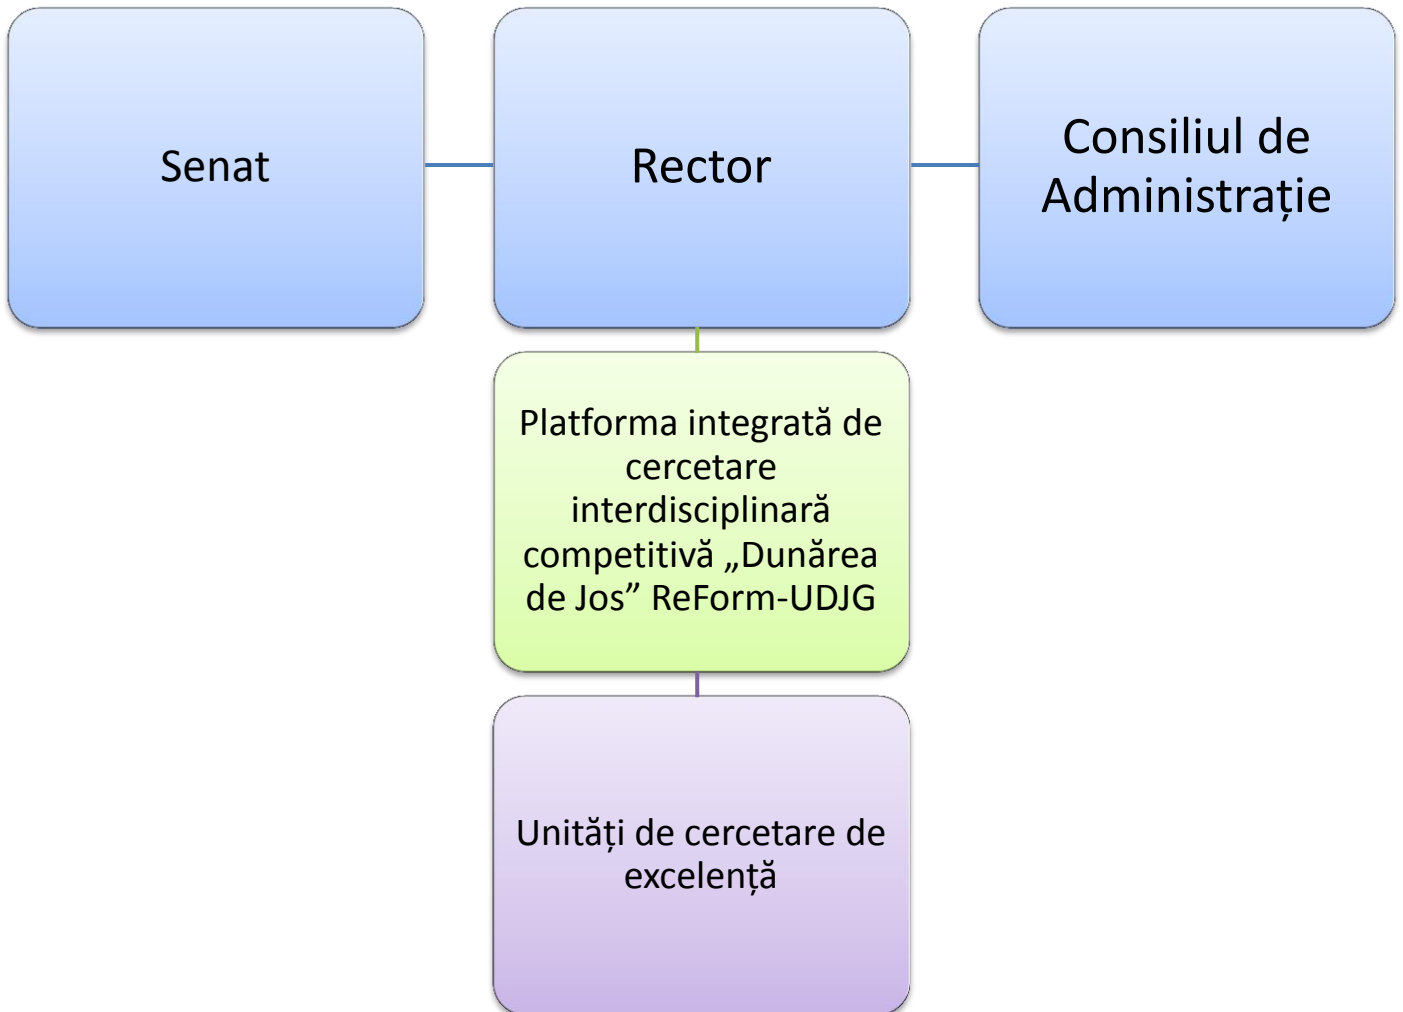 Senat
Rector
Consiliul de
Administrație
Platforma integrată de
cercetare
interdisciplinară
competitivă „Dunărea
de Jos” ReForm-UDJG
Unități de cercetare de
excelență